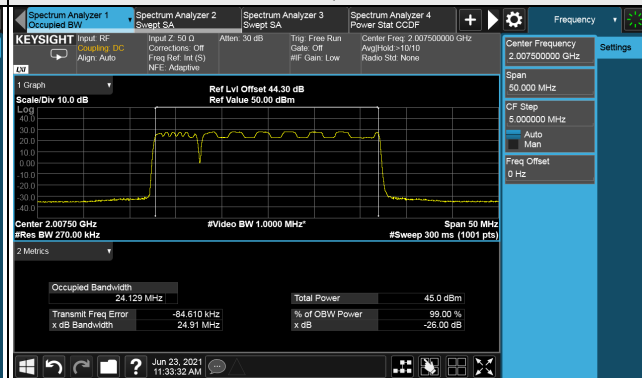 Spectrum Analyzer 1
Occupied BW
Spectrum Analyzer 2
Swept SA
Spectrum Analyzer 3
Swept SA
Spectrum Analyzer 4
Power Stat CCDF
Frequency
KEYSIGHT
Input: RF
Coupling: DC
Align: Auto
Input Z: 50 Ω
Corrections: Off
Freq Ref: Int (S)
NFE: Adaptive
Atten: 30 dB
Trig: Free Run
Gate: Off
#IF Gain: Low
Center Freq: 2.007500000 GHz
Avg|Hold:>10/10
Radio Std: None
LXI
Center Frequency
2.007500000 GHz
Settings
Span
50.000 MHz
CF Step
5.000000 MHz
Auto
Man
Freq Offset
0 Hz
1 Graph
Scale/Div 10.0 dB
Ref Lvl Offset 44.30 dB
Ref Value 50.00 dBm
Log
40.0
30.0
20.0
10.0
0.00
-10.0
-20.0
-30.0
-40.0
Center 2.00750 GHz
#Res BW 270.00 kHz
#Video BW 1.0000 MHz*
Span 50 MHz
#Sweep 300 ms (1001 pts)
2 Metrics
Occupied Bandwidth
24.129 MHz
Total Power 45.0 dBm
Transmit Freq Error -84.610 kHz
% of OBW Power 99.00 %
x dB Bandwidth 24.91 MHz
x dB -26.00 dB
?
Jun 23, 2021
11:33:32 AM